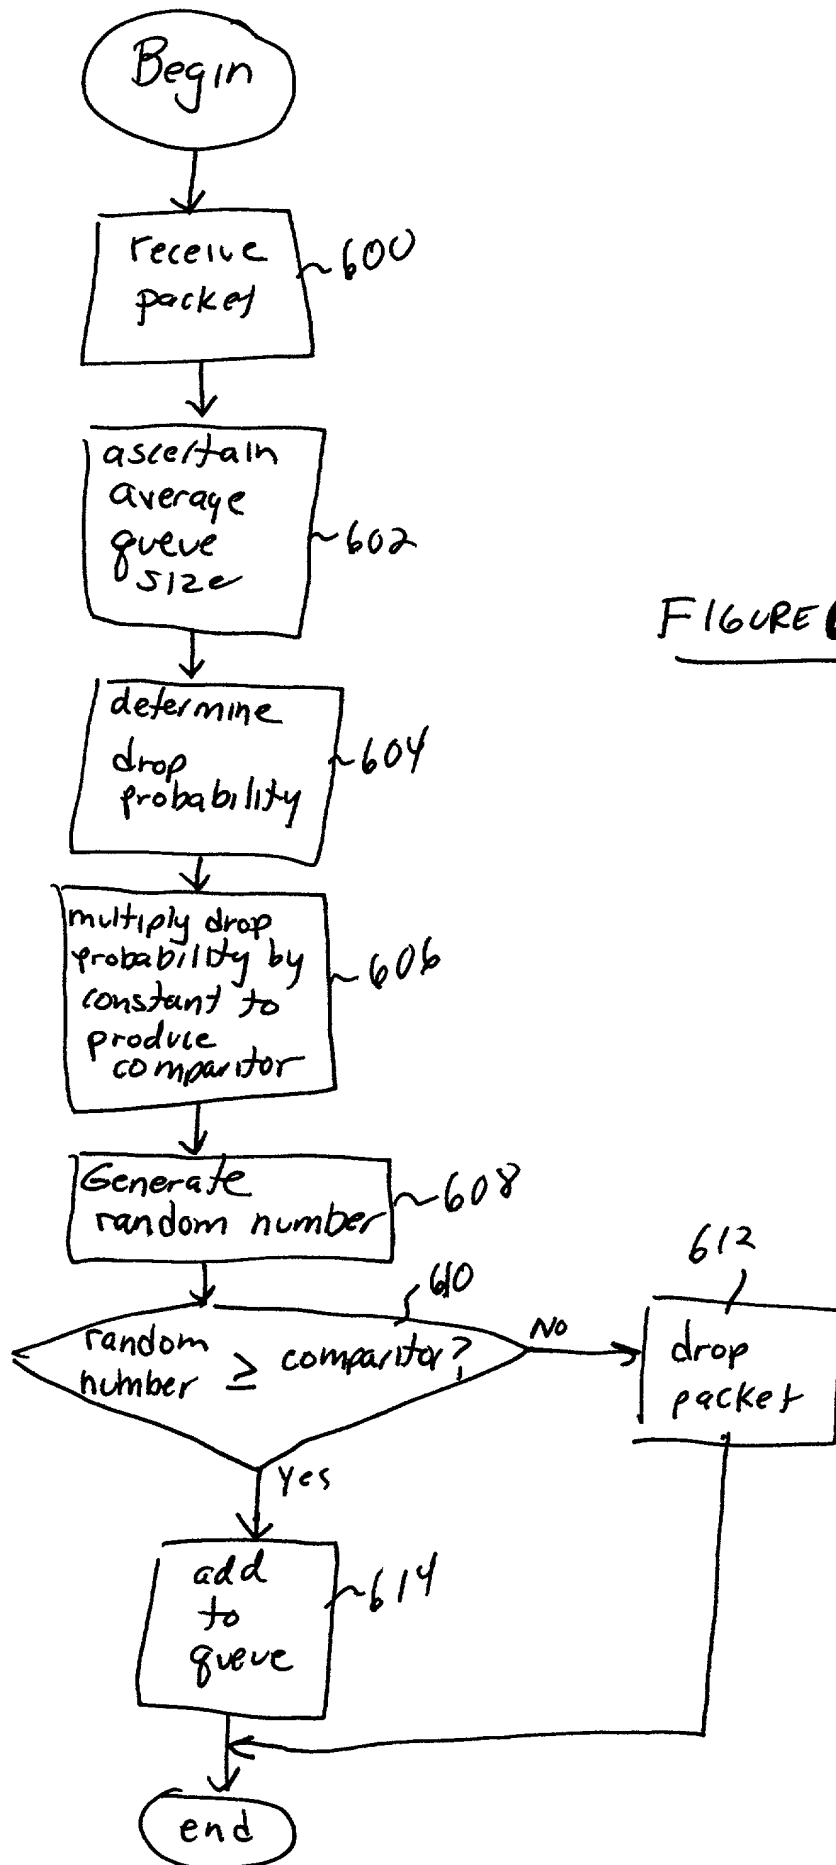 Begin
receive
packet
600
ascertain
average
queue
size
602
FIGURE
determine
drop
probability
604
multiply drop
probability by
constant to
produce
comparitor
606
Generate
random number
608
610
random
number ≥ comparitor?
No
612
drop
packet
Yes
add
to
queue
614
end